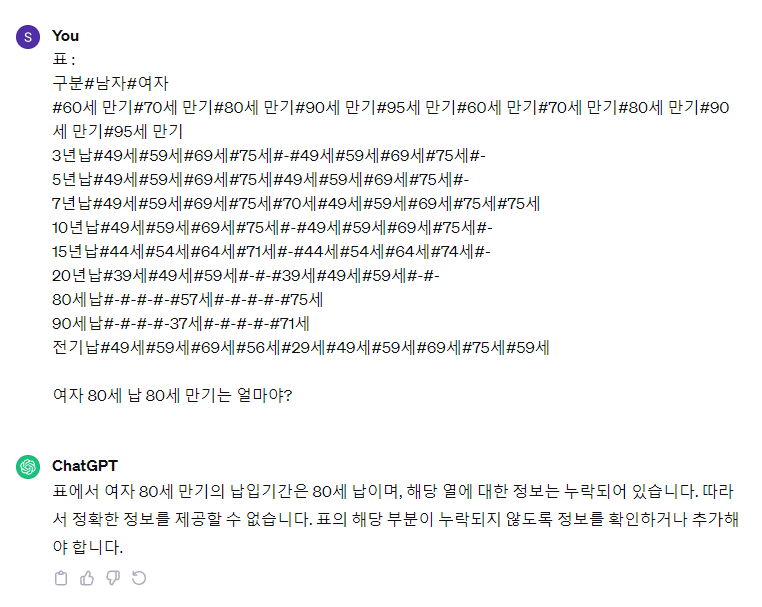 S
You
표 :
구분#남자#여자
#60세 만기#70세 만기#80세 만기#90세 만기#95세 만기#60세 만기#70세 만기#80세 만기#90
세 만기#95세 만기
3년납#49세#59세#69세#75세#-#49세#59세#69세#75세#-
5년납#49세#59세#69세#75세#49세#59세#69세#75세#-
7년납#49세#59세#69세#75세#70세#49세#59세#69세#75세#75세
10년납#49세#59세#69세#75세#-#49세#59세#69세#75세#-
15년납#44세#54세#64세#71세#-#44세#54세#64세#74세#-
20년납#39세#49세#59세#-#-#39세#49세#59세#-#-
80세납#-#-#-#-#57세#-#-#-#-#75세
90세납#-#-#-#-37세#-#-#-#-#71세
전기납#49세#59세#69세#56세#29세#49세#59세#69세#75세#59세
여자 80세 납 80세 만기는 얼마야?
ChatGPT
표에서 여자 80세 만기의 납입기간은 80세 납이며, 해당 열에 대한 정보는 누락되어 있습니다. 따라
서 정확한 정보를 제공할 수 없습니다. 표의 해당 부분이 누락되지 않도록 정보를 확인하거나 추가해
야 합니다.